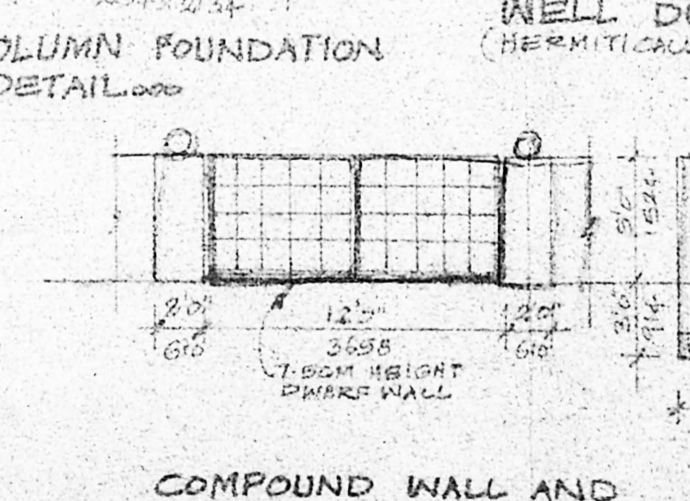 WELL D
OLUMN FOUNDATION
(HERMITICAL
DETAIL...
5'0"
1524
2'0"
12'5"
2'0"
3'0"
914
610
3658
610
7.5CM HEIGHT
DWARF WALL
COMPOUND WALL AND